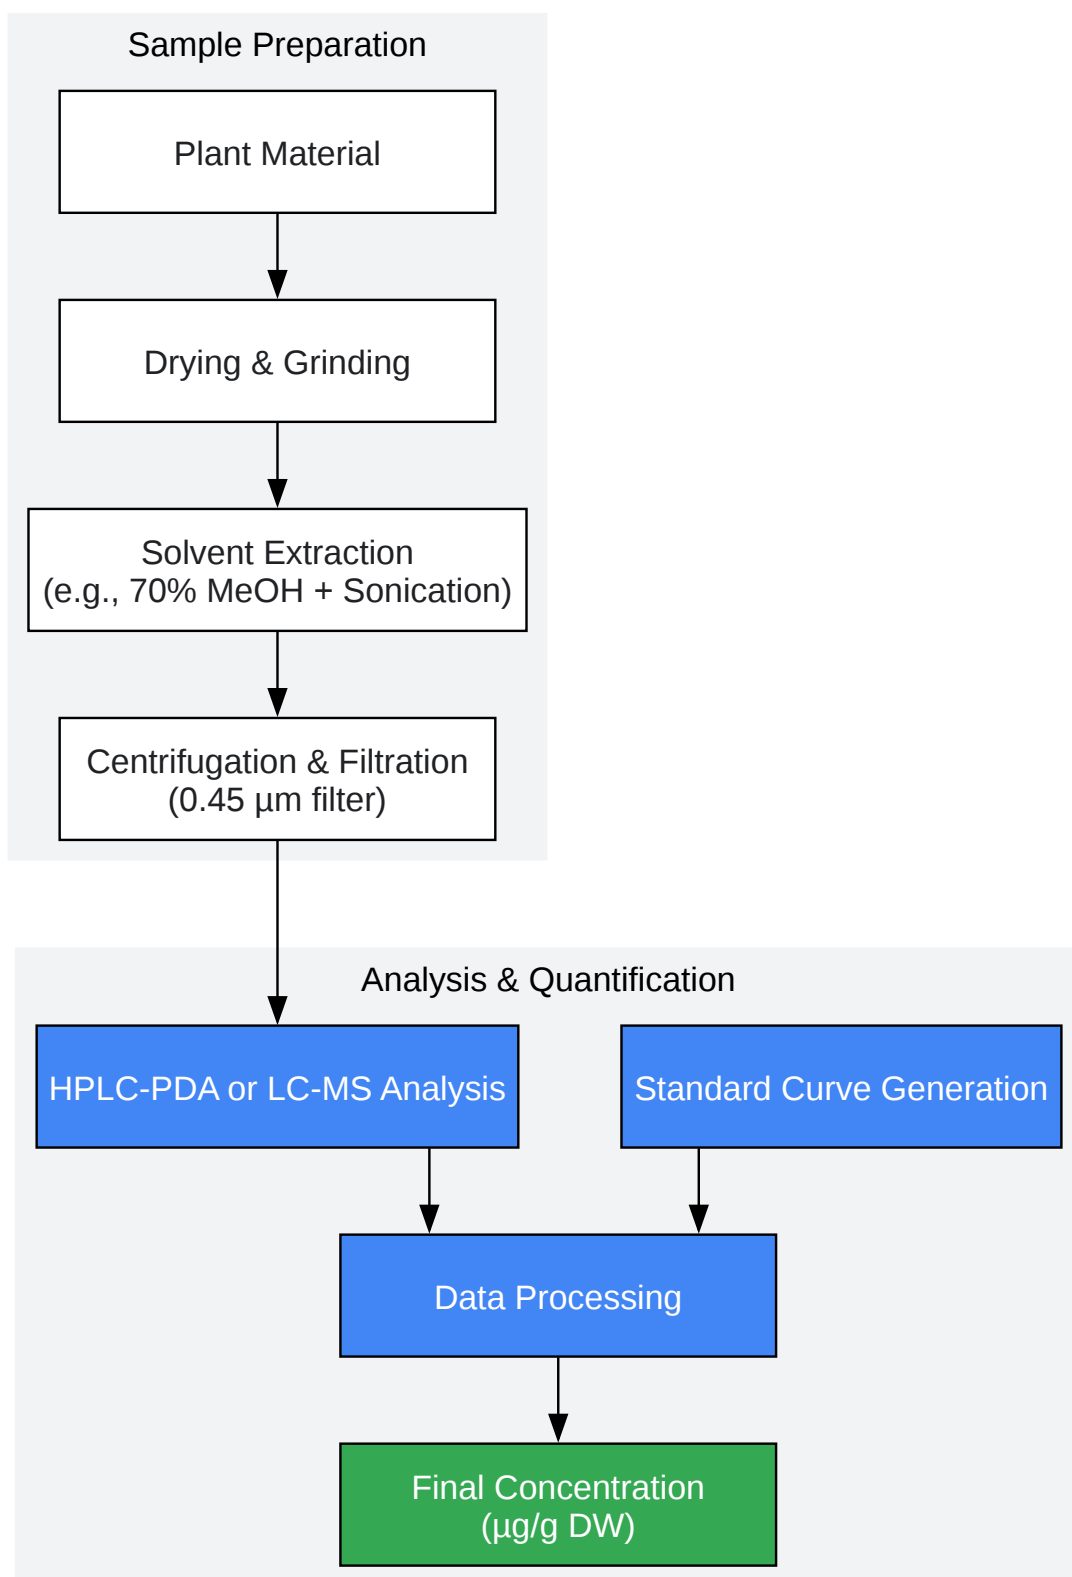 Sample Preparation
Plant Material
Drying & Grinding
Solvent Extraction
(e.g., 70% MeOH + Sonication)
Centrifugation & Filtration
(0.45 µm filter)
Analysis & Quantification
HPLC-PDA or LC-MS Analysis
Standard Curve Generation
Data Processing
Final Concentration
(µg/g DW)